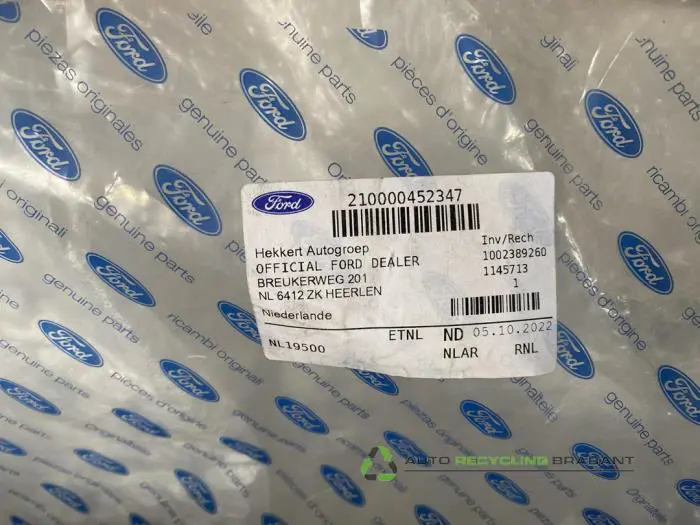 Ford
210000452347
Hekkert Autogroep
OFFICIAL FORD DEALER
BREUKERWEG 201
NL 6412 ZK HEERLEN
Niederlande
Inv/Rech
1002389260
1145713
1
NL19500
ETNL ND 05.10.2022
NLAR RNL
Ford
genuine parts
piezas originales
pièces d'origine
ricambi originali
Originalteile
AUTO RECYCLING BRABANT